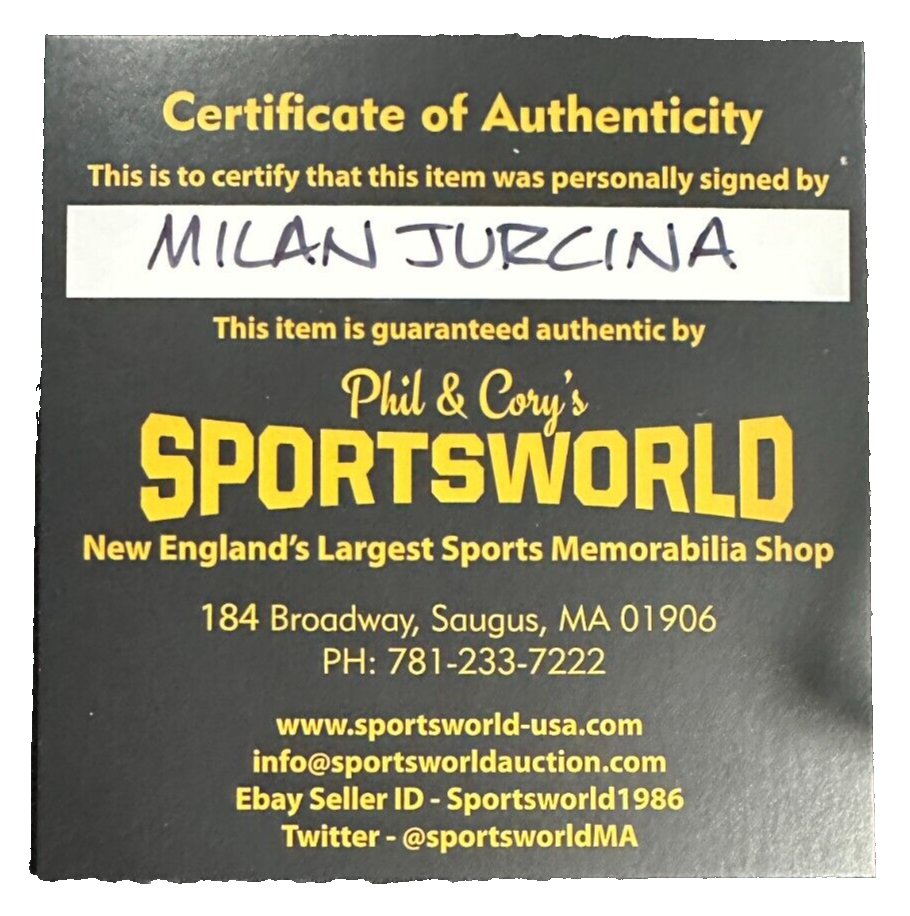 Certificate of Authenticity
This is to certify that this item was personally signed by
MILAN JURCINA
This item is guaranteed authentic by
Phil & Cory's
SPORTSWORLD
New England's Largest Sports Memorabilia Shop
184 Broadway, Saugus, MA 01906
PH: 781-233-7222
www.sportsworld-usa.com
info@sportsworldauction.com
Ebay Seller ID - Sportsworld1986
Twitter - @sportsworldMA